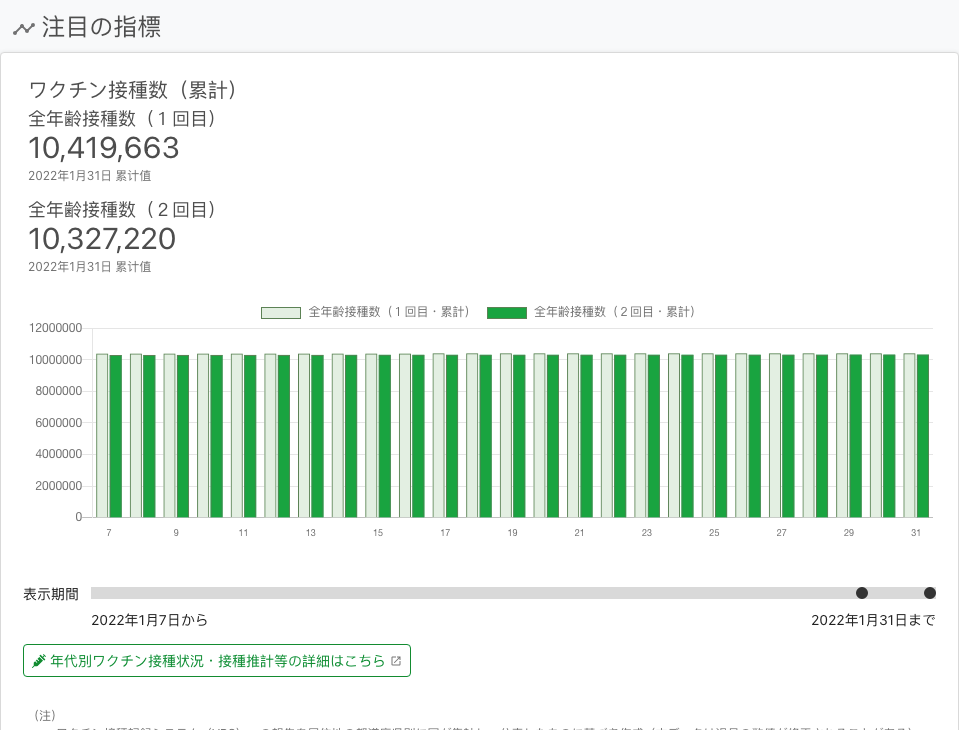 注目の指標
ワクチン接種数（累計）
全年齢接種数（１回目）
10,419,663
2022年1月31日 累计值
全年齢接種数（２回目）
10,327,220
2022年1月31日 累计值
全年齢接種数（１回目・累計） 全年齢接種数（２回目・累計）
12000000
10000000
8000000
6000000
4000000
2000000
0
7 9 11 13 15 17 19 21 23 25 27 29 31
表示期間
2022年1月7日から 2022年1月31日まで
年代別ワクチン接種状況・接種推計等の詳細はこちら
（注）